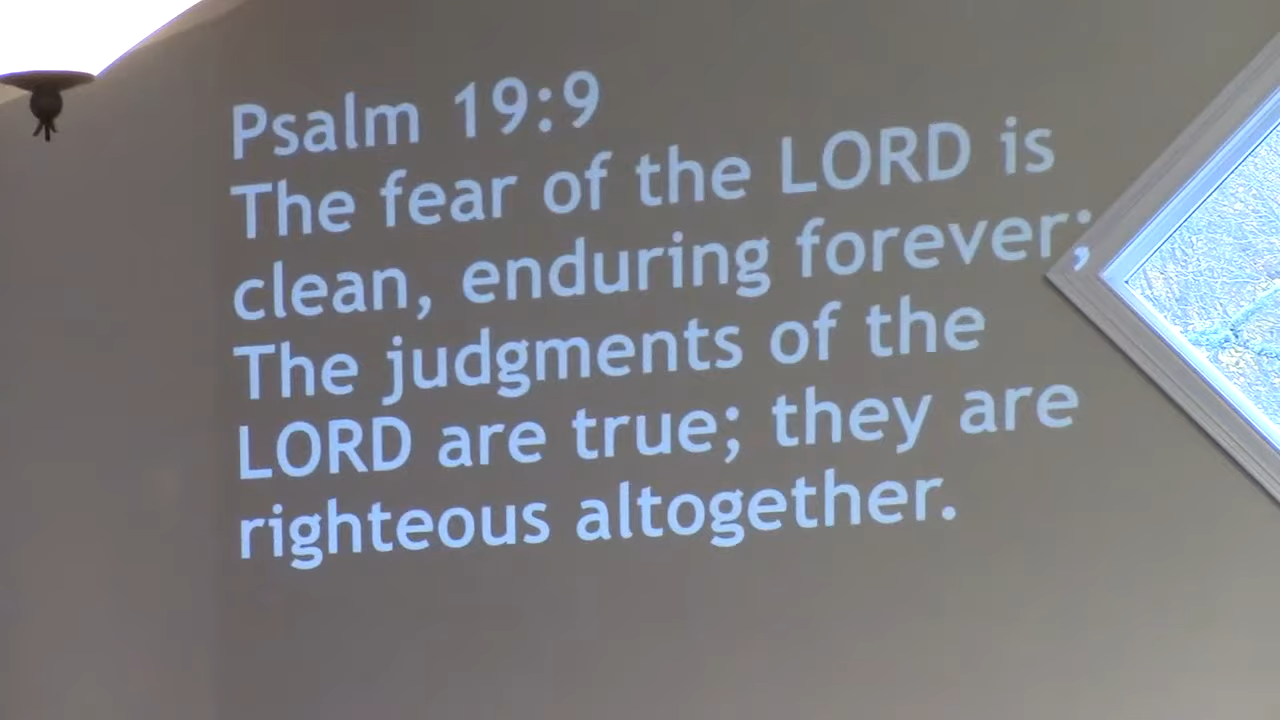 Psalm 19:9
The fear of the LORD is
clean, enduring forever;
The judgments of the
LORD are true; they are
righteous altogether.